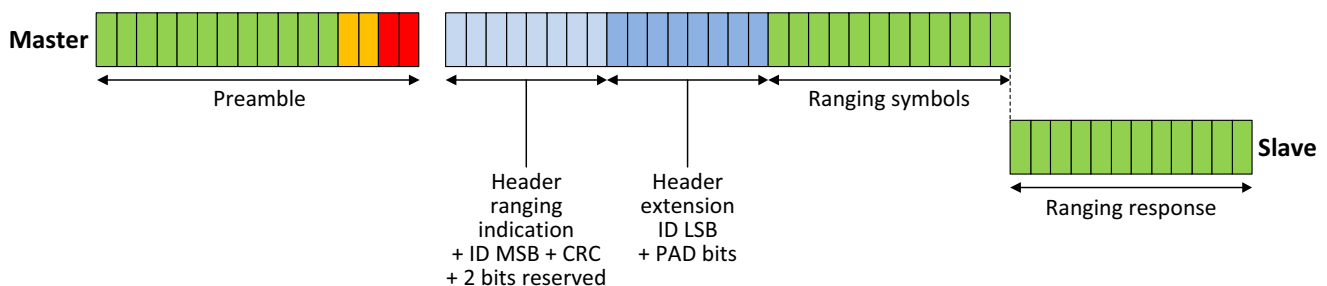 Master
Preamble
Ranging symbols
Slave
Ranging response
Header
ranging
indication
+ ID MSB + CRC
+ 2 bits reserved
Header
extension
ID LSB
+ PAD bits